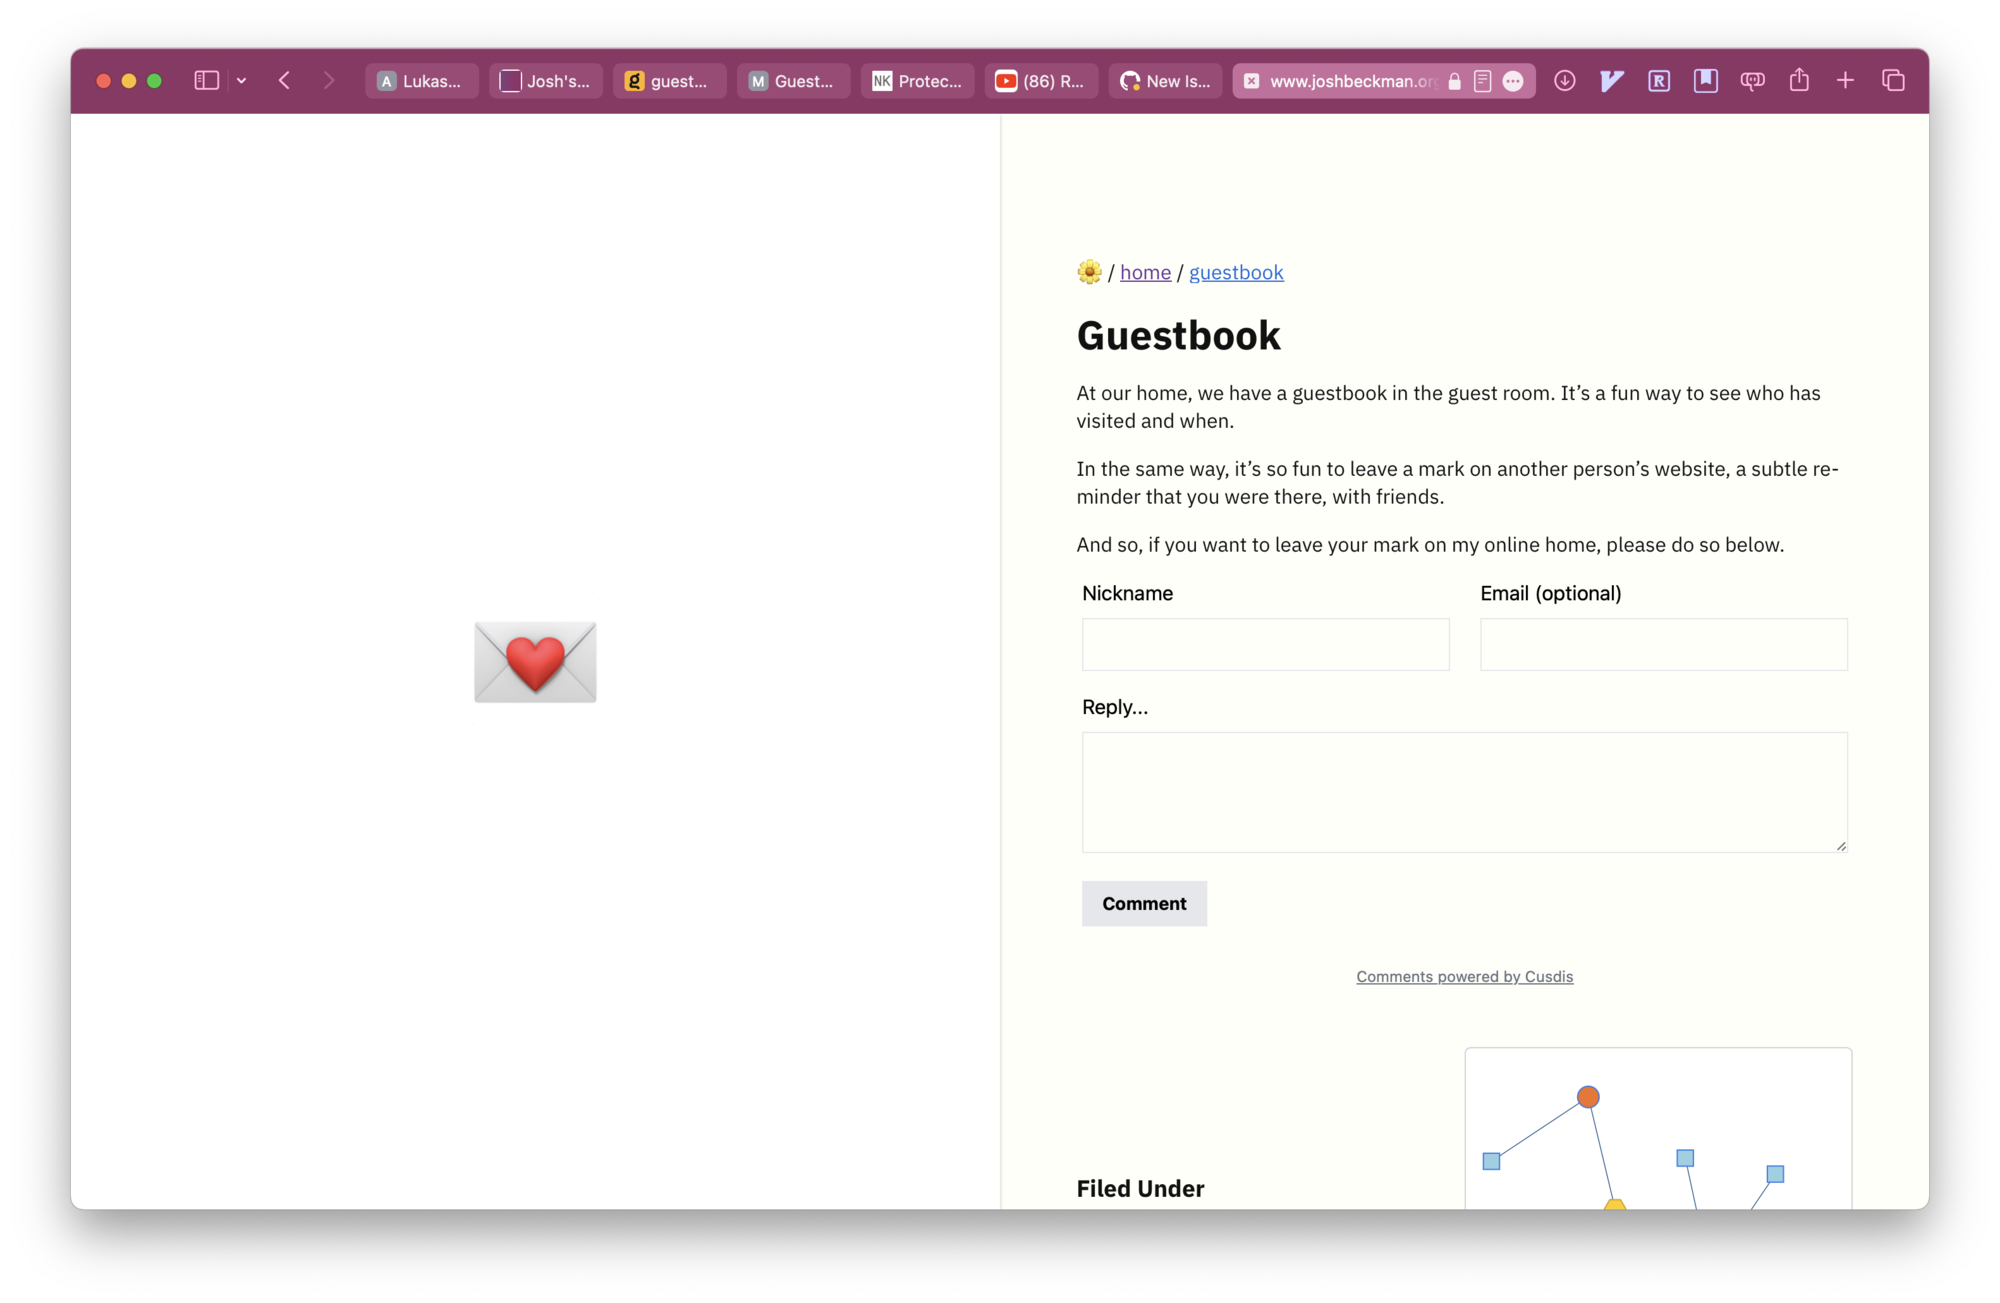 A Lukas...
Josh's...
g guest...
M Guest...
NK Protec...
(86) R...
New Is...
www.joshbeckman.org
R
/ home / guestbook
Guestbook
At our home, we have a guestbook in the guest room. It’s a fun way to see who has
visited and when.
In the same way, it’s so fun to leave a mark on another person’s website, a subtle re-
minder that you were there, with friends.
And so, if you want to leave your mark on my online home, please do so below.
Nickname
Email (optional)
Reply...
Comment
Comments powered by Cusdis
Filed Under